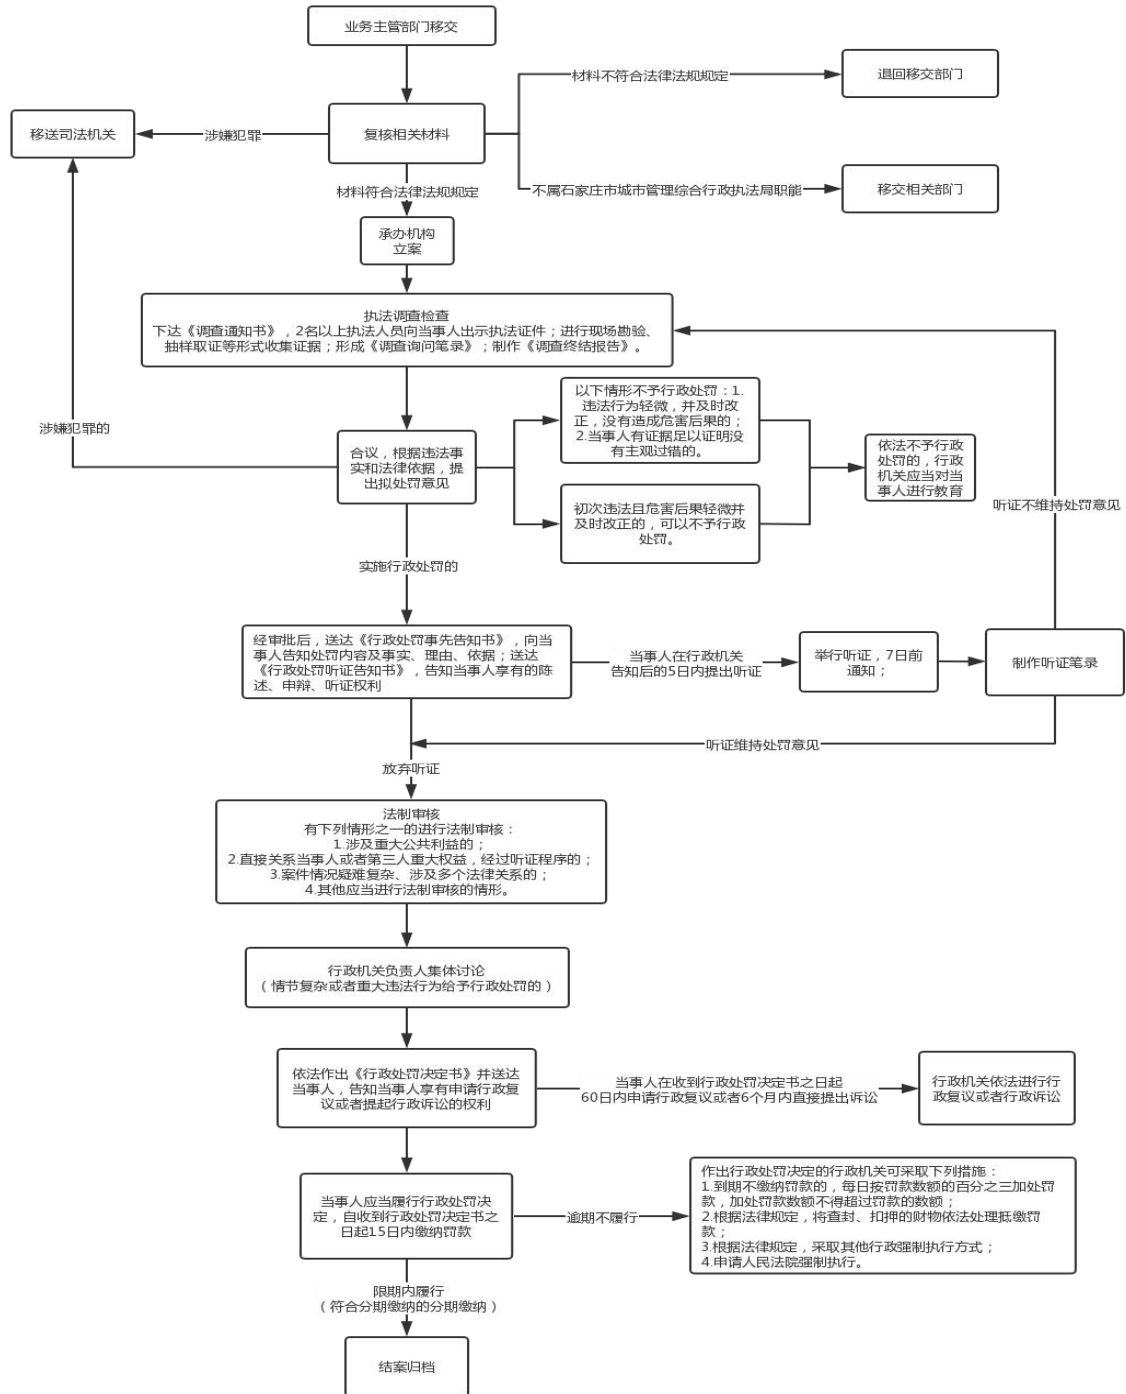 业务主管部门移交
材料不符合法律法规规定
退回移交部门
移送司法机关
涉嫌犯罪
复核相关材料
材料符合法律法规规定
不属石家庄市城市管理综合行政执法局职能
移交相关部门
承办机构
立案
执法调查检查
下达《调查通知书》，2名以上执法人员向当事人出示执法证件；进行现场勘验、
抽样取证等形式收集证据；形成《调查询问笔录》；制作《调查终结报告》。
涉嫌犯罪的
合议，根据违法事
实和法律依据，提
出拟处罚意见
以下情形不予行政处罚：1.
违法行为轻微，并及时改
正，没有造成危害后果的；
2.当事人有证据足以证明没
有主观过错的。
初次违法且危害后果轻微并
及时改正的，可以不予行政
处罚。
依法不予行政
处罚的，行政
机关应当对当
事人进行教育
听证不维持处罚意见
实施行政处罚的
经审批后，送达《行政处罚事先告知书》，向当
事人告知处罚内容及事实、理由、依据；送达
《行政处罚听证告知书》，告知当事人享有的陈
述、申辩、听证权利
当事人在行政机关
告知后的5日内提出听证
举行听证，7日前
通知；
制作听证笔录
听证维持处罚意见
放弃听证
法制审核
有下列情形之一的进行法制审核：
1.涉及重大公共利益的；
2.直接关系当事人或者第三人重大权益，经过听证程序的；
3.案件情况疑难复杂、涉及多个法律关系的；
4.其他应当进行法制审核的情形。
行政机关负责人集体讨论
（情节复杂或者重大违法行为给予行政处罚的）
依法作出《行政处罚决定书》并送达
当事人，告知当事人享有申请行政复
议或者提起行政诉讼的权利
当事人在收到行政处罚决定书之日起
60日内申请行政复议或者6个月内直接提出诉讼
行政机关依法进行行
政复议或者行政诉讼
当事人应当履行行政处罚决
定，自收到行政处罚决定书之
日起15日内缴纳罚款
逾期不履行
作出行政处罚决定的行政机关可采取下列措施：
1.到期不缴纳罚款的，每日按罚款数额的百分之三加处罚
款，加处罚款数额不得超过罚款的数额；
2.根据法律规定，将查封、扣押的财物依法处理抵缴罚
款；
3.根据法律规定，采取其他行政强制执行方式；
4.申请人民法院强制执行。
限期内履行
（符合分期缴纳的分期缴纳）
结案归档